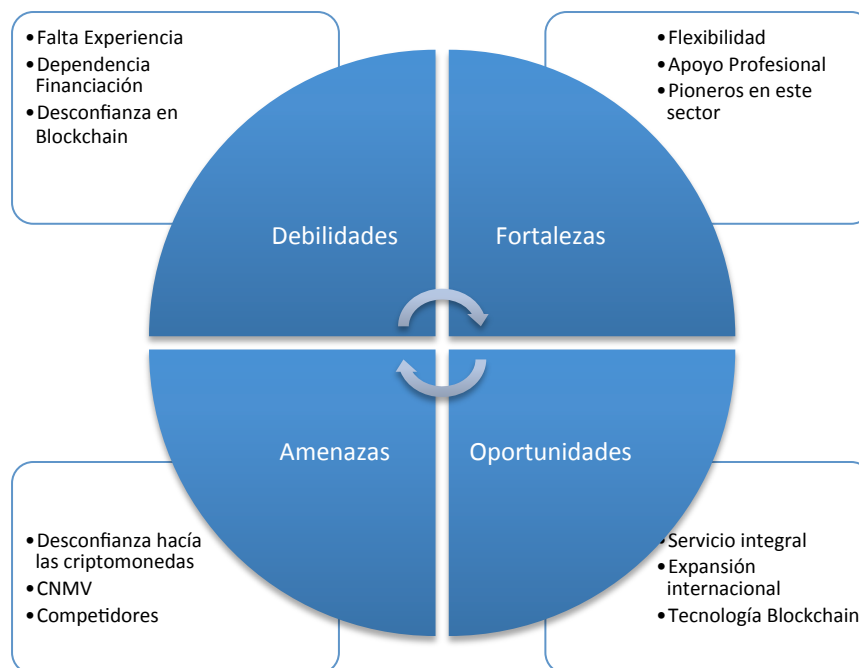 • Falta Experiencia
• Dependencia
Financiación
• Desconfianza en
Blockchain
• Flexibilidad
• Apoyo Profesional
• Pioneros en este
sector
Debilidades
Fortalezas
Amenazas
Oportunidades
• Desconfianza hacía
las criptomonedas
• CNMV
• Competidores
• Servicio integral
• Expansión
internacional
• Tecnología Blockchain